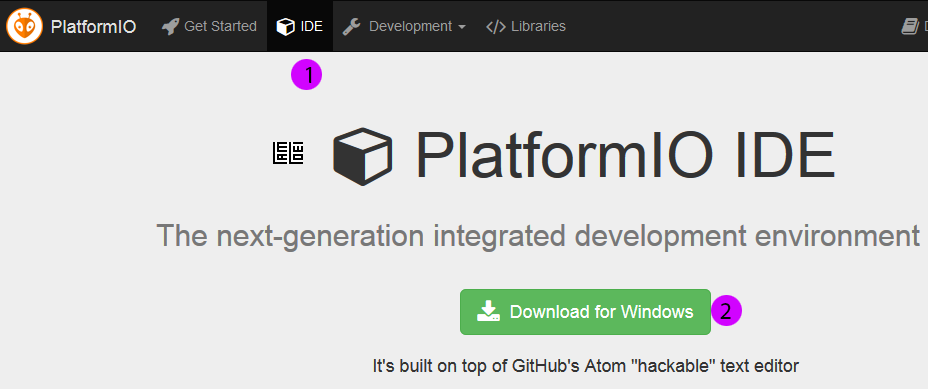 PlatformIO Get Started IDE Development Libraries
1
PlatformIO IDE
The next-generation integrated development environment
Download for Windows 2
It's built on top of GitHub's Atom "hackable" text editor